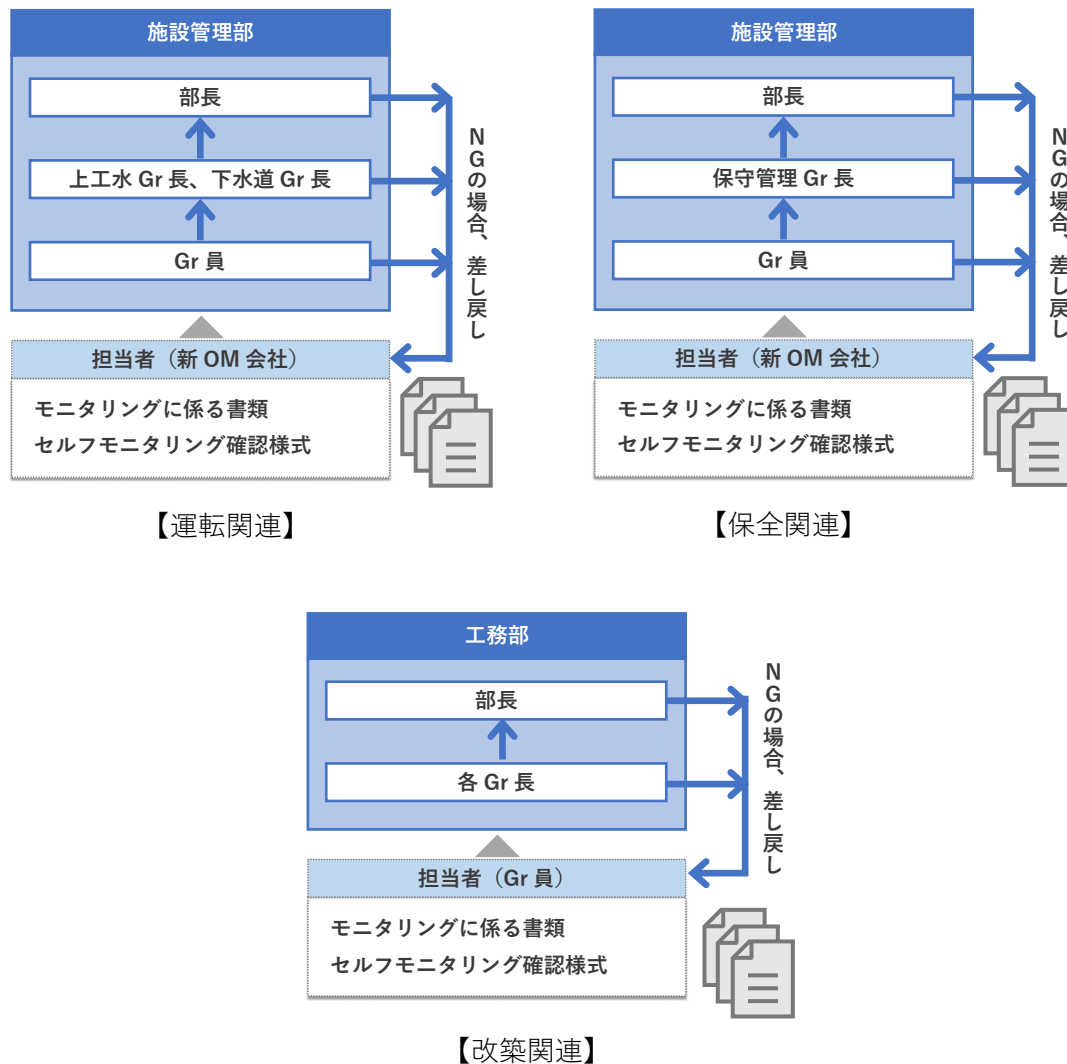 施設管理部
部長
上工水 Gr 長、下水道 Gr 長
Gr 員
NGの場合、差し戻し
担当者（新 OM 会社）
モニタリングに係る書類
セルフモニタリング確認様式
【運転関連】
施設管理部
部長
保守管理 Gr 長
Gr 員
NGの場合、差し戻し
担当者（新 OM 会社）
モニタリングに係る書類
セルフモニタリング確認様式
【保全関連】
工務部
部長
各 Gr 長
NGの場合、差し戻し
担当者（Gr 員）
モニタリングに係る書類
セルフモニタリング確認様式
【改築関連】